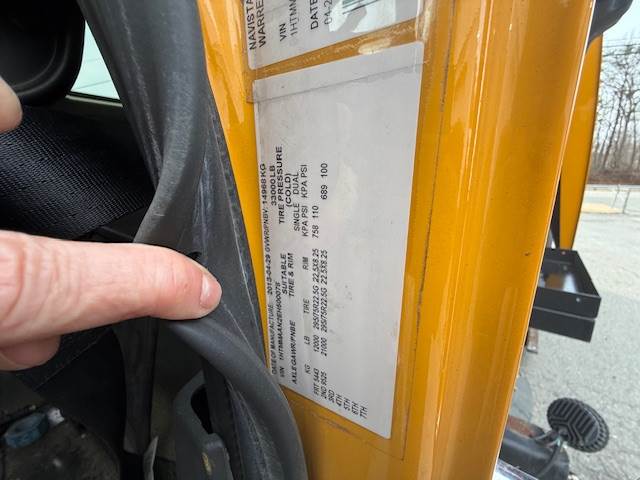 NAVISTA
WARRE
VIN
1HTMM
DATE
04-2
DATE OF MANUFACTURE: 2013-04-29 GVWR/PNBV 14968 KG
33000 LB
SUITABLE TIRE PRESSURE
TIRE & RIM (COLD)
SINGLE DUAL
AXLE GAWR/PNBE
KG LB TIRE RIM KPA PSI KPA PSI
FRT 5443 12000 295/75R22.5G 22.5X8.25 758 110
2ND 9525 21000 295/75R22.5G 22.5X8.25 689 100
3RD
4TH
5TH
6TH
7TH